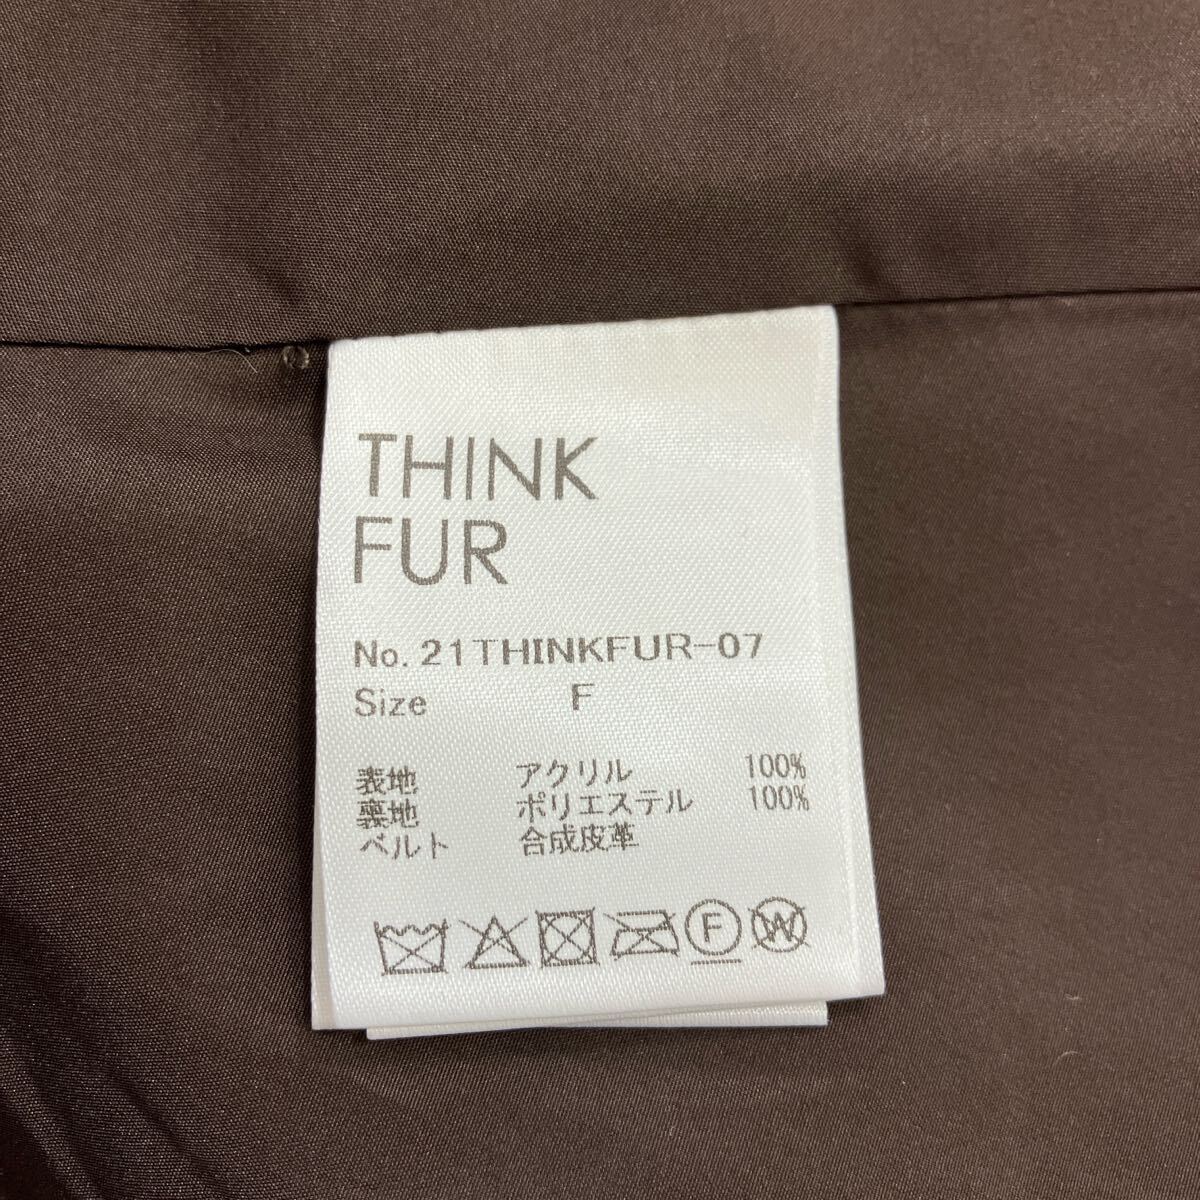 THINK
FUR
No. 21THINKFUR-07
Size F
表地 アクリル 100%
裏地 ポリエステル 100%
ベルト 合成皮革
F W